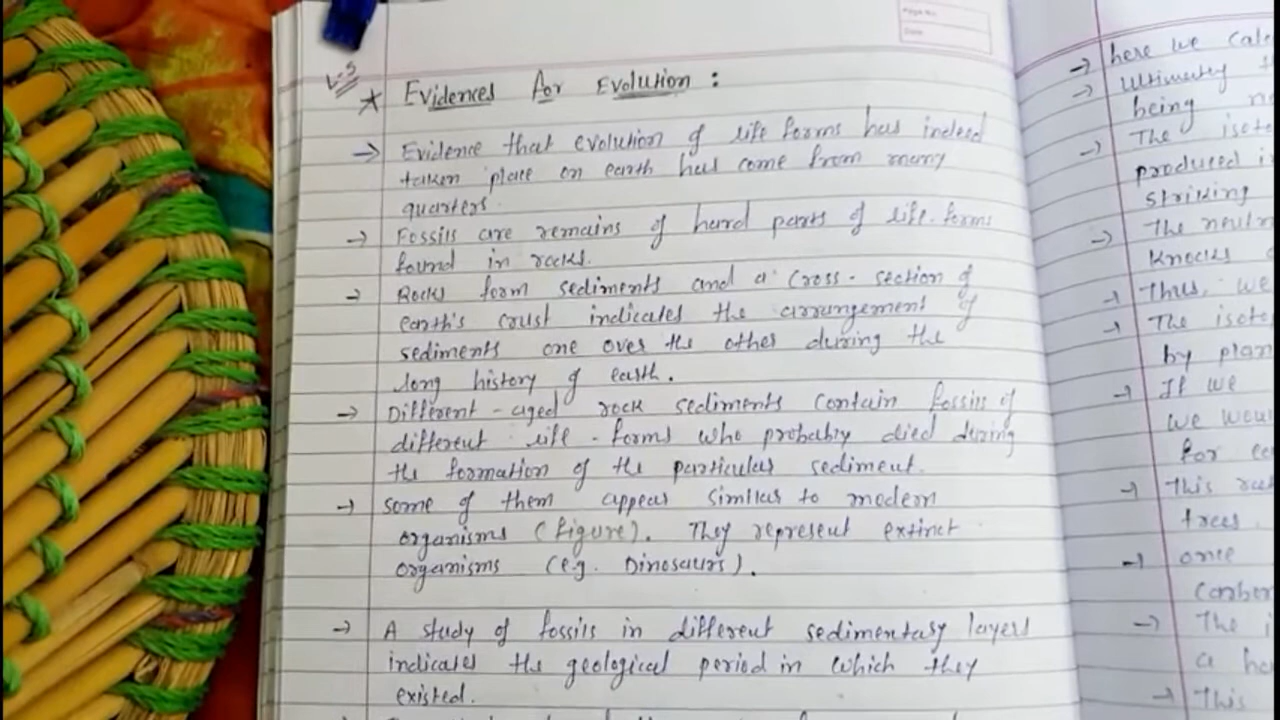 Page No.
Date
L-5
* Evidences for Evolution :
→ Evidence that evolution of life forms has indeed
taken place on earth has come from many
quarters.
→ Fossils are remains of hard parts of life-forms
found in rocks.
→ Rocks form sediments and a cross-section of
earth's crust indicates the arrangement of
sediments one over the other during the
long history of earth.
→ Different-aged rock sediments contain fossils of
different life-forms who probably died during
the formation of the particular sediment.
→ Some of them appear similar to modern
organisms (figure). They represent extinct
organisms (e.g. Dinosaurs).
→ A study of fossils in different sedimentary layers
indicates the geological period in which they
existed.
→ here we
→ Ultimately
being
→ The
produced
striking
→ The
knocks
→ Thus, we
→ The
by
→ If we
we
for
→ This
trees
→ once
→ The
a
→ This